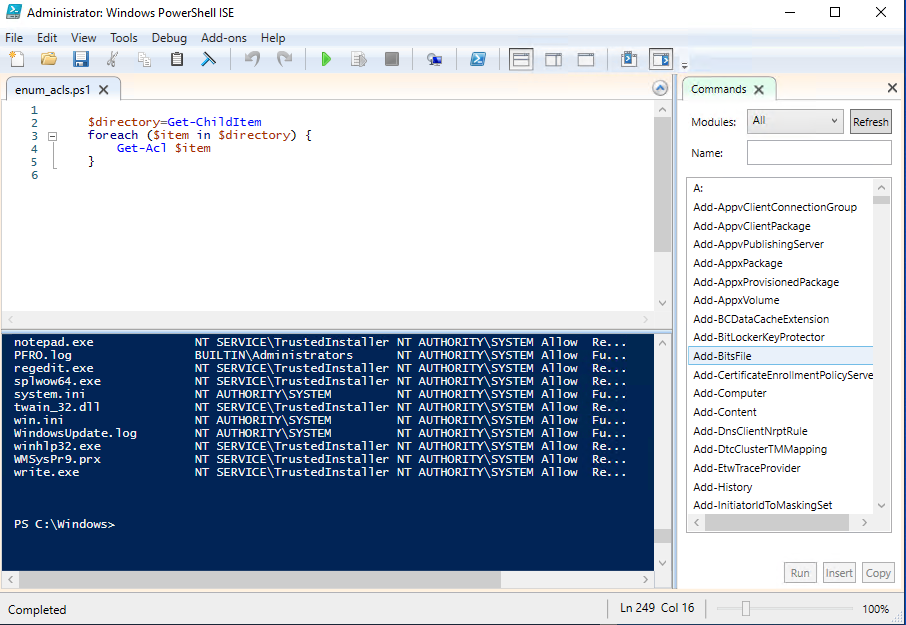 Administrator: Windows PowerShell ISE
File Edit View Tools Debug Add-ons Help
enum_acls.ps1
1
2 $directory=Get-ChildItem
3 foreach ($item in $directory) {
4 Get-Acl $item
5 }
6
notepad.exe NT SERVICE\TrustedInstaller NT AUTHORITY\SYSTEM Allow Re...
PFRO.log BUILTIN\Administrators NT AUTHORITY\SYSTEM Allow Fu...
regedit.exe NT SERVICE\TrustedInstaller NT AUTHORITY\SYSTEM Allow Re...
splwow64.exe NT SERVICE\TrustedInstaller NT AUTHORITY\SYSTEM Allow Re...
system.ini NT AUTHORITY\SYSTEM NT AUTHORITY\SYSTEM Allow Fu...
twain_32.dll NT SERVICE\TrustedInstaller NT AUTHORITY\SYSTEM Allow Re...
win.ini NT AUTHORITY\SYSTEM NT AUTHORITY\SYSTEM Allow Fu...
WindowsUpdate.log NT AUTHORITY\SYSTEM NT AUTHORITY\SYSTEM Allow Fu...
winhlp32.exe NT SERVICE\TrustedInstaller NT AUTHORITY\SYSTEM Allow Re...
WMSysPr9.prx NT SERVICE\TrustedInstaller NT AUTHORITY\SYSTEM Allow Re...
write.exe NT SERVICE\TrustedInstaller NT AUTHORITY\SYSTEM Allow Re...
PS C:\Windows>
Commands
Modules: All Refresh
Name:
A:
Add-AppvClientConnectionGroup
Add-AppvClientPackage
Add-AppvPublishingServer
Add-AppxPackage
Add-AppxProvisionedPackage
Add-AppxVolume
Add-BCDataCacheExtension
Add-BitLockerKeyProtector
Add-BitsFile
Add-CertificateEnrollmentPolicyServe
Add-Computer
Add-Content
Add-DnsClientNrptRule
Add-DtcClusterTMMapping
Add-EtwTraceProvider
Add-History
Add-InitiatorIdToMaskingSet
Run Insert Copy
Completed Ln 249 Col 16 100%